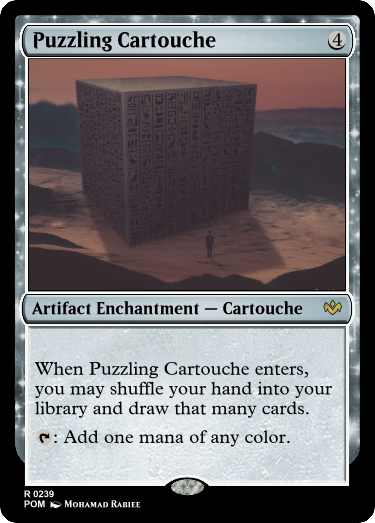 Puzzling Cartouche 4
Artifact Enchantment — Cartouche
When Puzzling Cartouche enters,
you may shuffle your hand into your
library and draw that many cards.
: Add one mana of any color.
R 0239
POM Mohamad Rabiee